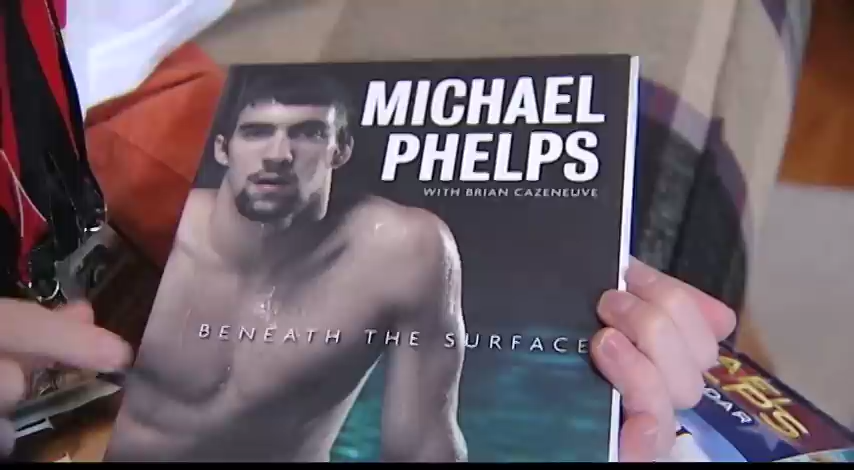 MICHAEL
PHELPS
WITH BRIAN CAZENEUVE
BENEATH THE SURFACE